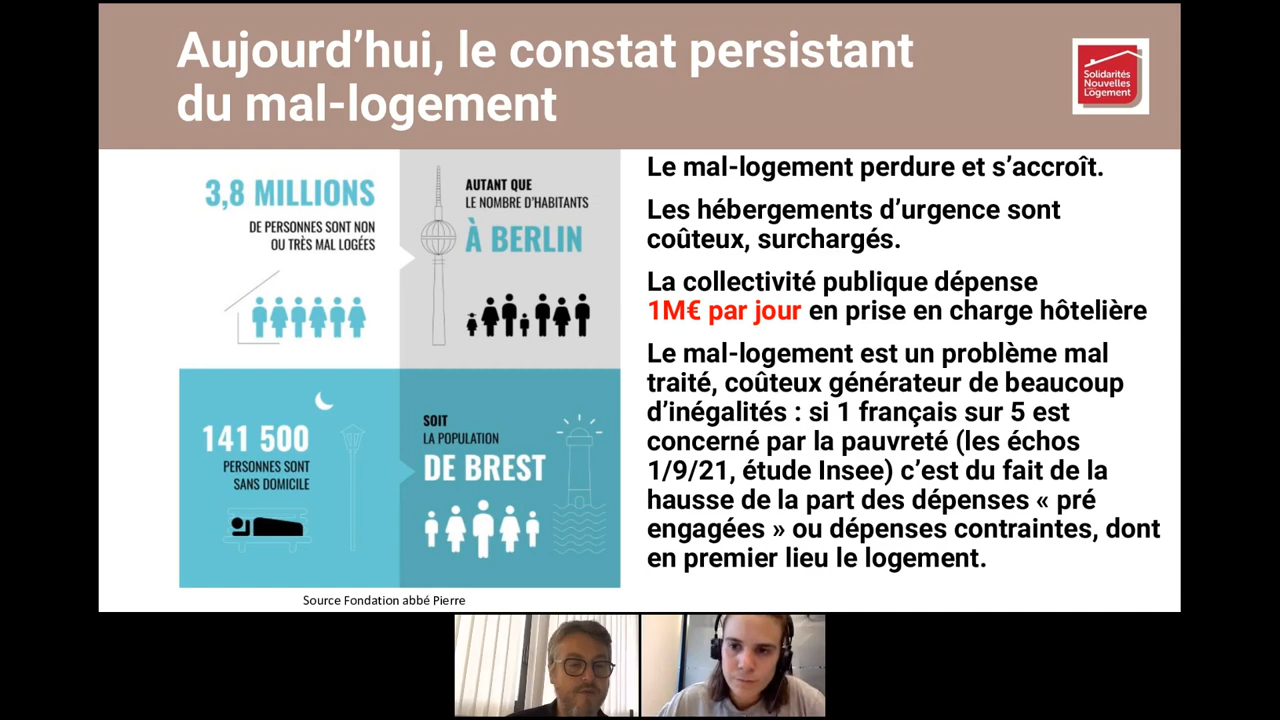 Aujourd’hui, le constat persistant
du mal-logement
Solidarités
Nouvelles
Logement
3,8 MILLIONS
DE PERSONNES SONT NON
OU TRÈS MAL LOGÉES
AUTANT QUE
LE NOMBRE D’HABITANTS
À BERLIN
141 500
PERSONNES SONT
SANS DOMICILE
SOIT
LA POPULATION
DE BREST
Source Fondation abbé Pierre
Le mal-logement perdure et s’accroît.
Les hébergements d’urgence sont
coûteux, surchargés.
La collectivité publique dépense
1M€ par jour en prise en charge hôtelière
Le mal-logement est un problème mal
traité, coûteux générateur de beaucoup
d’inégalités : si 1 français sur 5 est
concerné par la pauvreté (les échos
1/9/21, étude Insee) c’est du fait de la
hausse de la part des dépenses « pré
engagées » ou dépenses contraintes, dont
en premier lieu le logement.